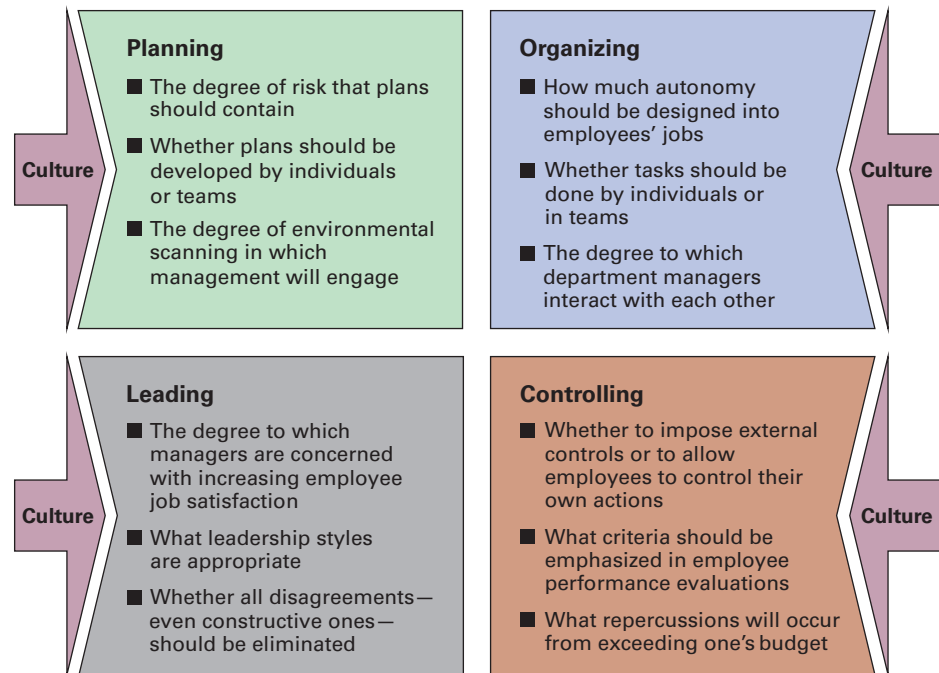 Planning
■ The degree of risk that plans
should contain
■ Whether plans should be
developed by individuals
or teams
■ The degree of environmental
scanning in which
management will engage
Culture
Organizing
■ How much autonomy
should be designed into
employees’ jobs
■ Whether tasks should be
done by individuals or
in teams
■ The degree to which
department managers
interact with each other
Culture
Leading
■ The degree to which
managers are concerned
with increasing employee
job satisfaction
■ What leadership styles
are appropriate
■ Whether all disagreements—
even constructive ones—
should be eliminated
Culture
Controlling
■ Whether to impose external
controls or to allow
employees to control their
own actions
■ What criteria should be
emphasized in employee
performance evaluations
■ What repercussions will occur
from exceeding one’s budget
Culture